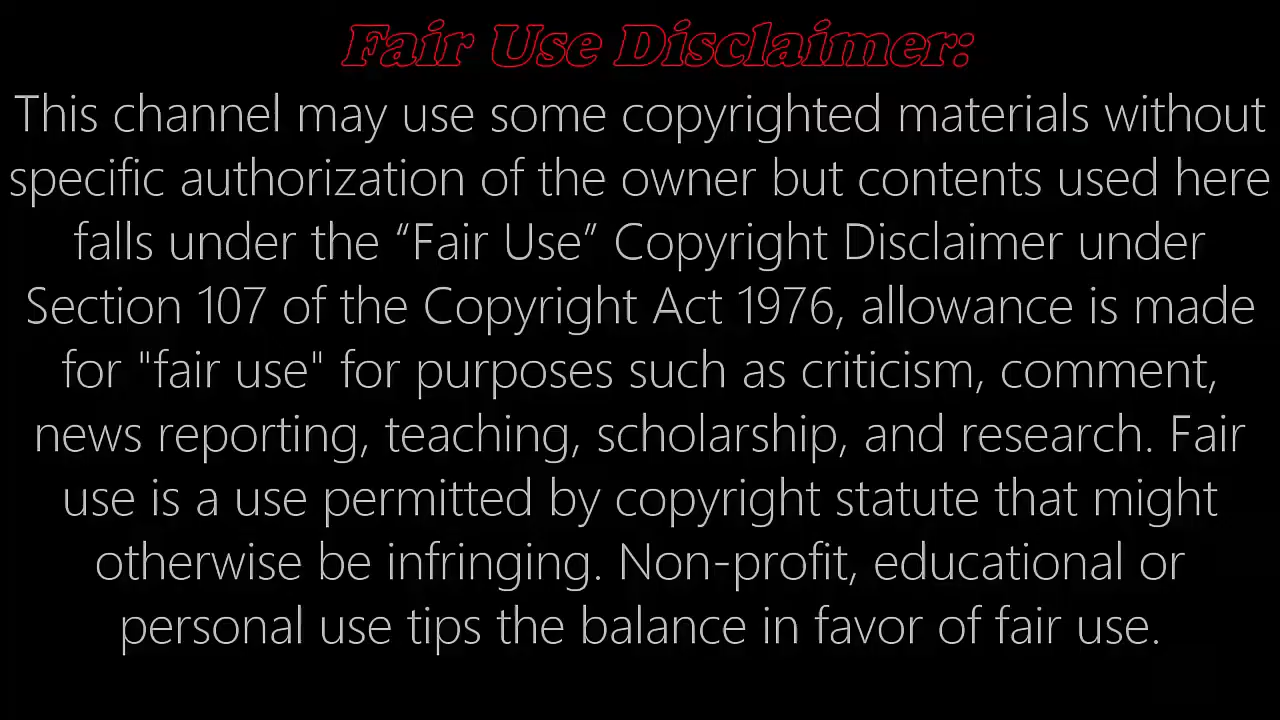 Fair Use Disclaimer:
This channel may use some copyrighted materials without
specific authorization of the owner but contents used here
falls under the “Fair Use” Copyright Disclaimer under
Section 107 of the Copyright Act 1976, allowance is made
for "fair use" for purposes such as criticism, comment,
news reporting, teaching, scholarship, and research. Fair
use is a use permitted by copyright statute that might
otherwise be infringing. Non-profit, educational or
personal use tips the balance in favor of fair use.